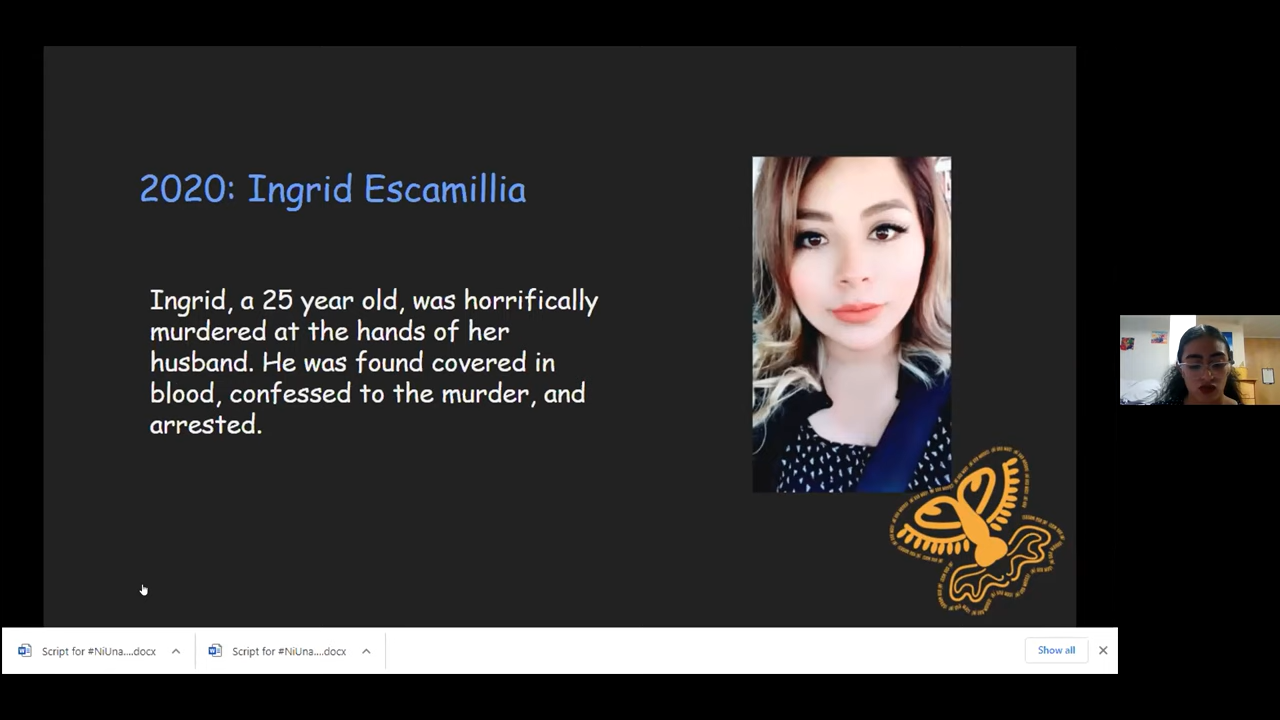 2020: Ingrid Escamillia
Ingrid, a 25 year old, was horrifically
murdered at the hands of her
husband. He was found covered in
blood, confessed to the murder, and
arrested.
Script for #NiUna....docx
Script for #NiUna....docx
Show all